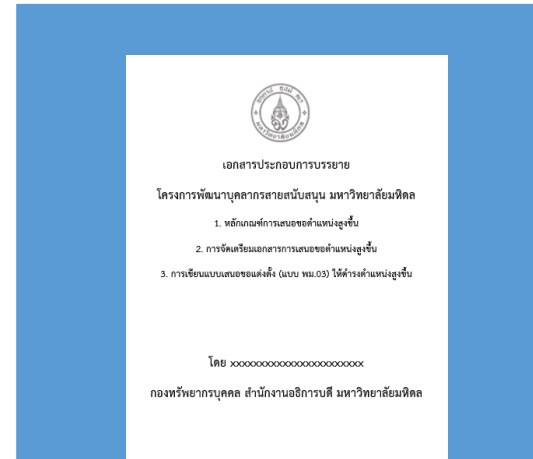 เอกสารประกอบการบรรยาย
โครงการพัฒนาบุคลากรสายสนับสนุน มหาวิทยาลัยมหิดล
1. หลักเกณฑ์การเสนอขอตำแหน่งสูงขึ้น
2. การจัดเตรียมเอกสารการเสนอขอตำแหน่งสูงขึ้น
3. การเขียนแบบเสนอขอแต่งตั้ง (แบบ พม.03) ให้ดำรงตำแหน่งสูงขึ้น
โดย xxxxxxxxxxxxxxxxxxxxxxx
กองทรัพยากรบุคคล สำนักงานอธิการบดี มหาวิทยาลัยมหิดล